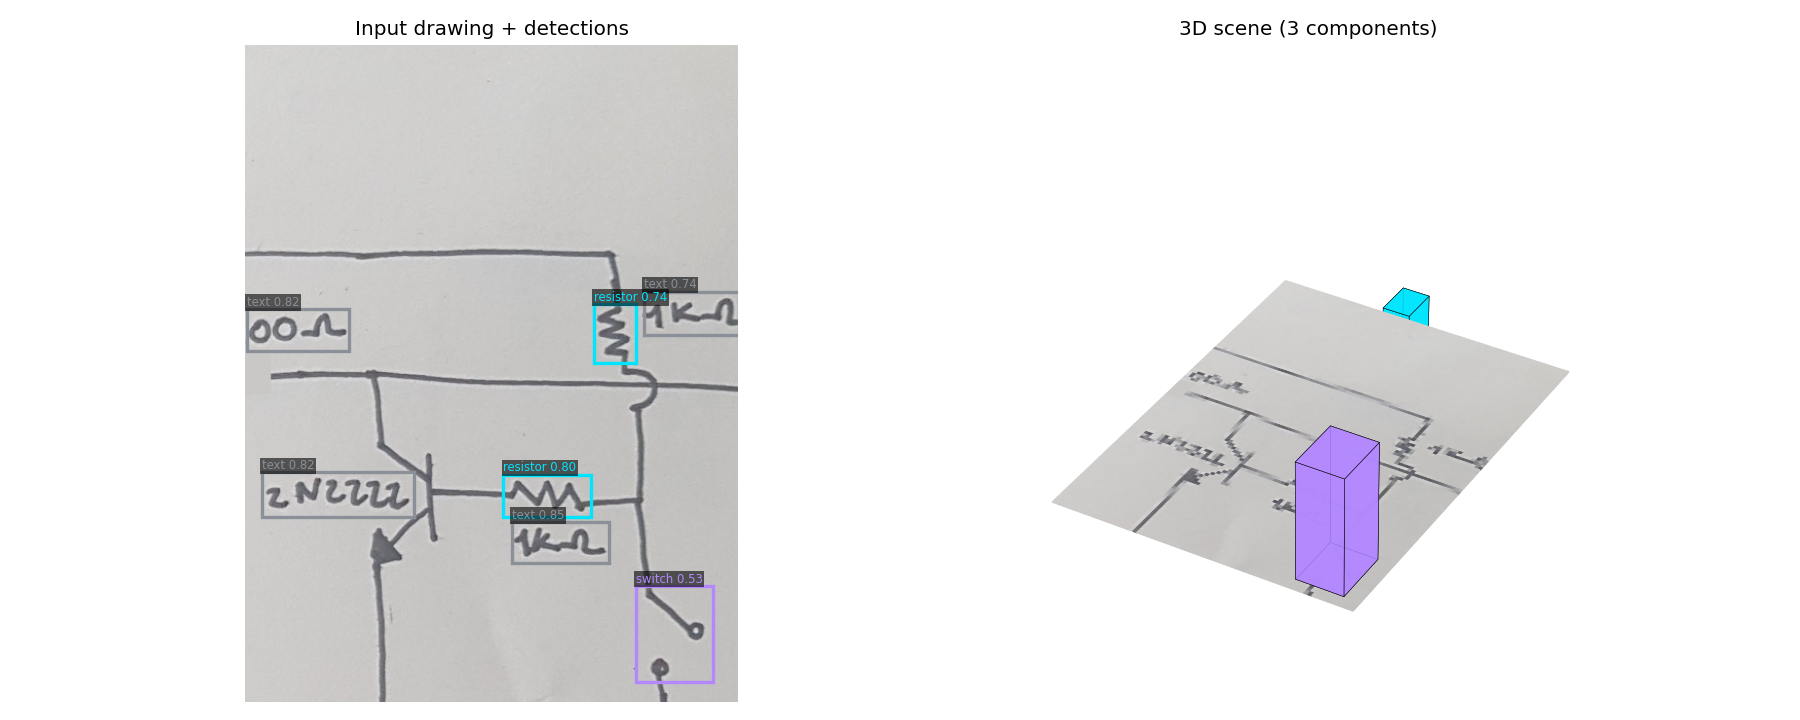 Input drawing + detections
3D scene (3 components)
text 0.74
resistor 0.74
text 0.82
1KΩ
00Ω
text 0.82
resistor 0.80
2N2222
text 0.85
1kΩ
switch 0.53